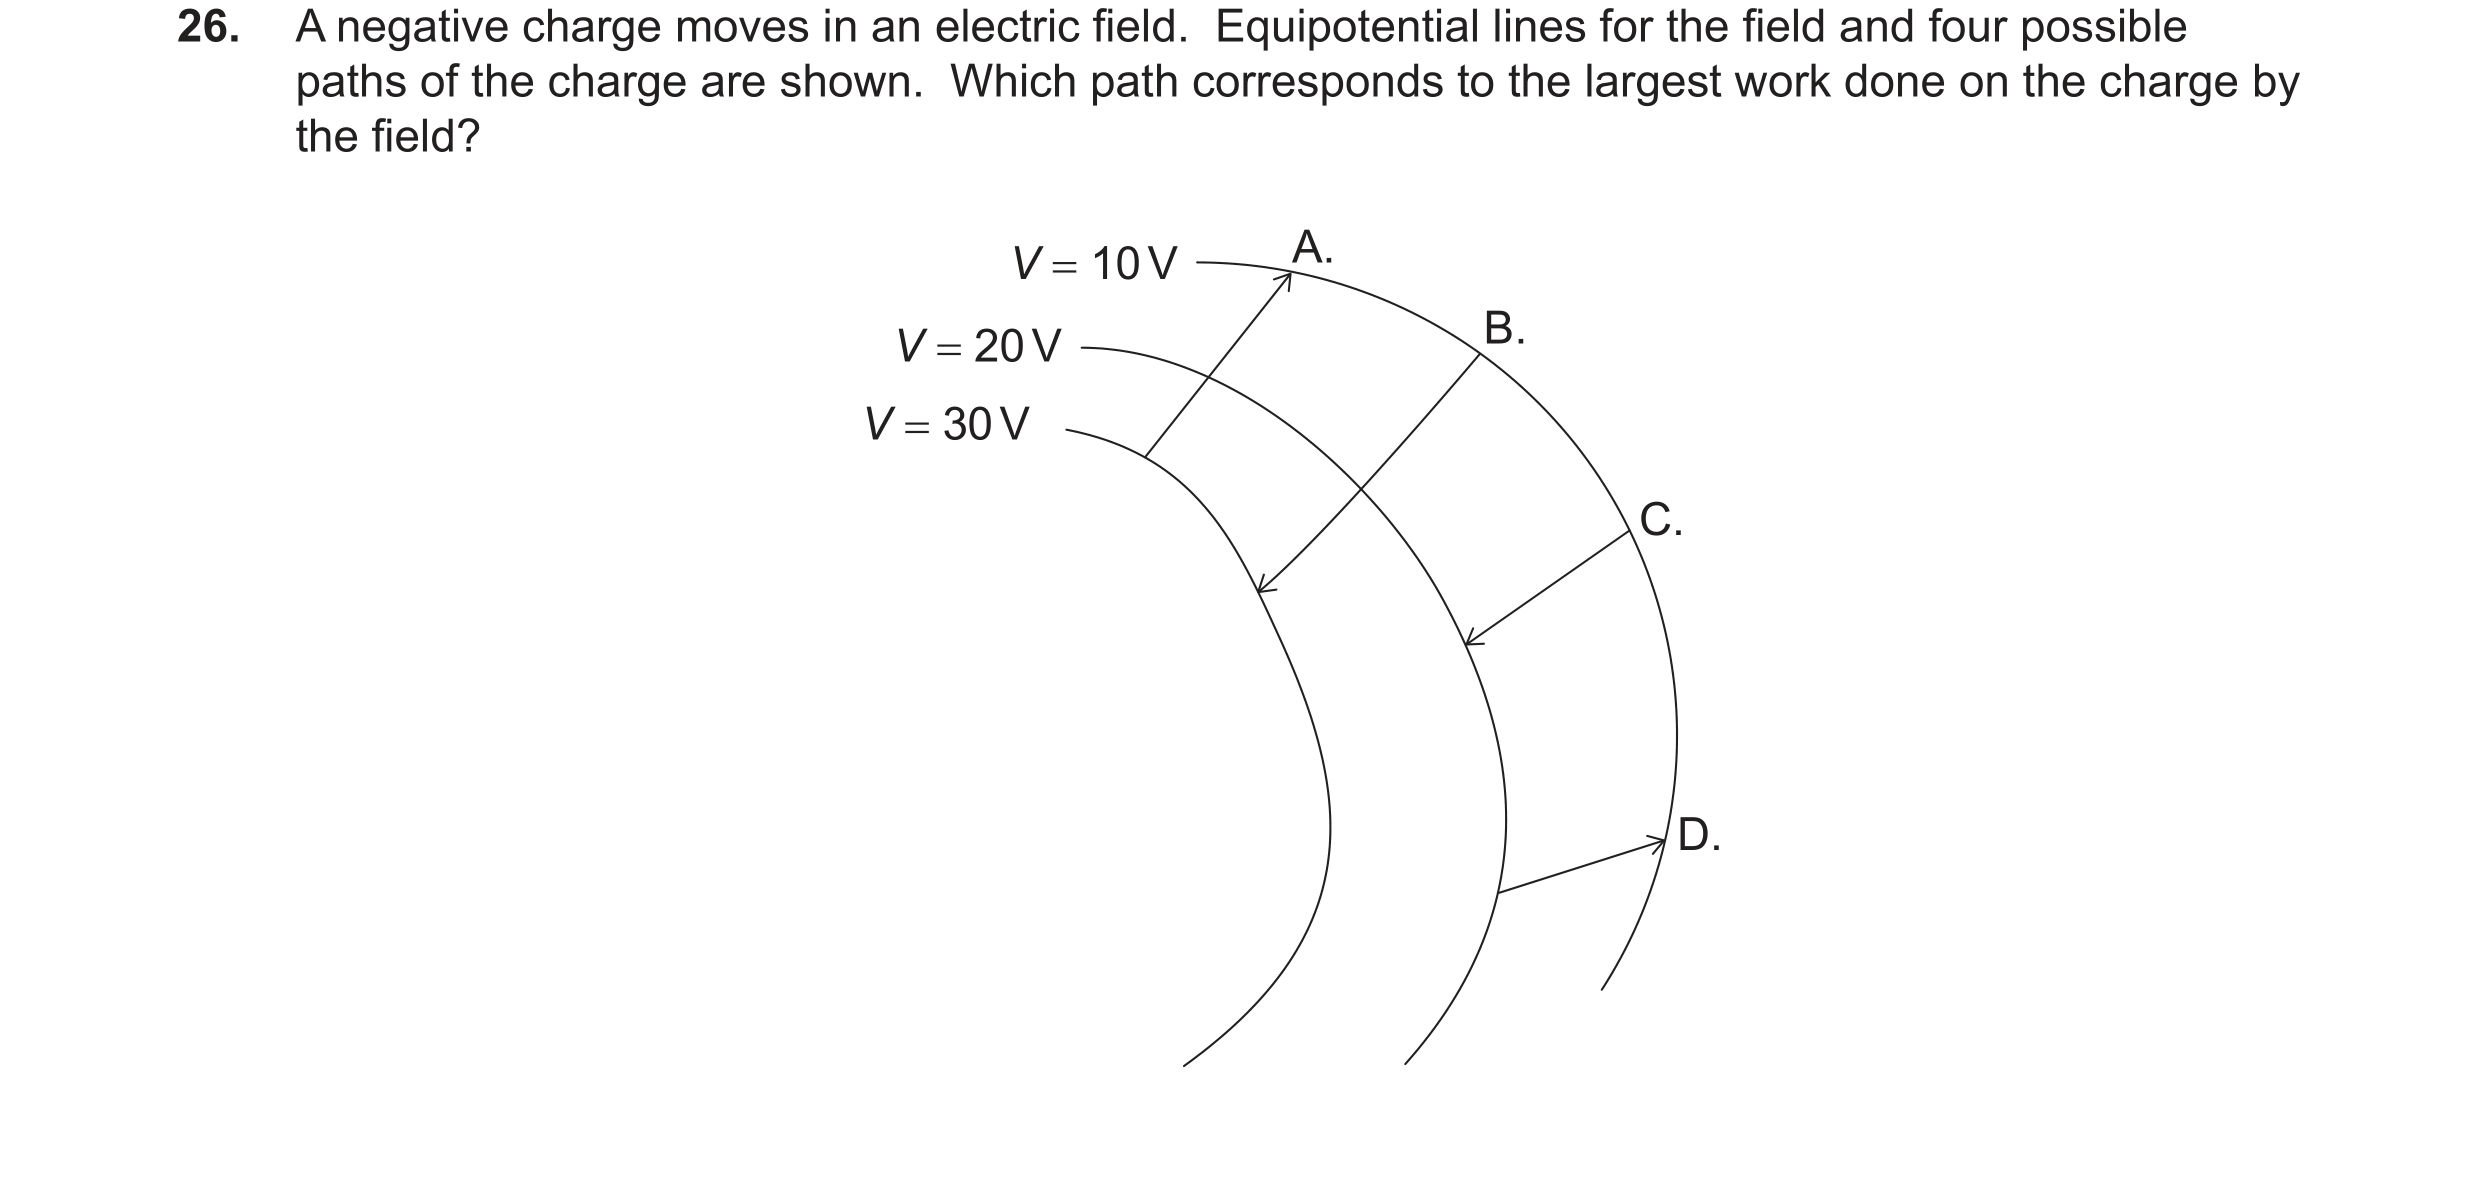 26. A negative charge moves in an electric field. Equipotential lines for the field and four possible
paths of the charge are shown. Which path corresponds to the largest work done on the charge by
the field?
A.
V = 10 V
B.
V = 20 V
V = 30 V
C.
D.